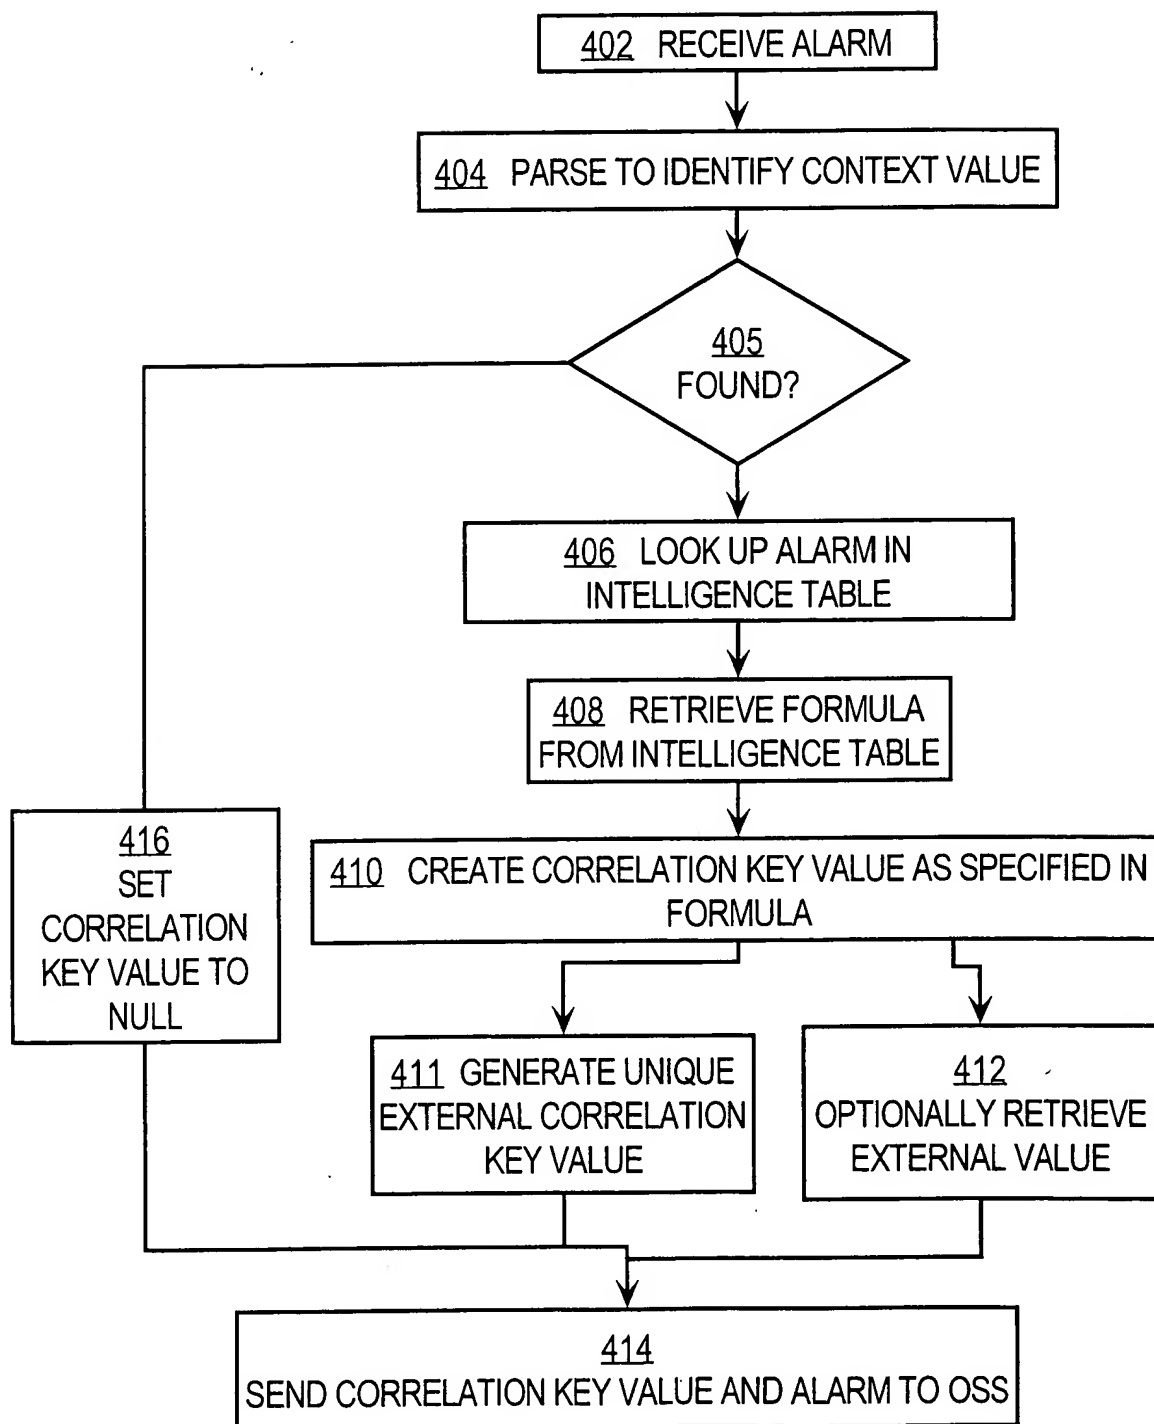 402 RECEIVE ALARM
404 PARSE TO IDENTIFY CONTEXT VALUE
405
FOUND?
406 LOOK UP ALARM IN
INTELLIGENCE TABLE
408 RETRIEVE FORMULA
FROM INTELLIGENCE TABLE
416
SET
CORRELATION
KEY VALUE TO
NULL
410 CREATE CORRELATION KEY VALUE AS SPECIFIED IN
FORMULA
411 GENERATE UNIQUE
EXTERNAL CORRELATION
KEY VALUE
412
OPTIONALLY RETRIEVE
EXTERNAL VALUE
414
SEND CORRELATION KEY VALUE AND ALARM TO OSS